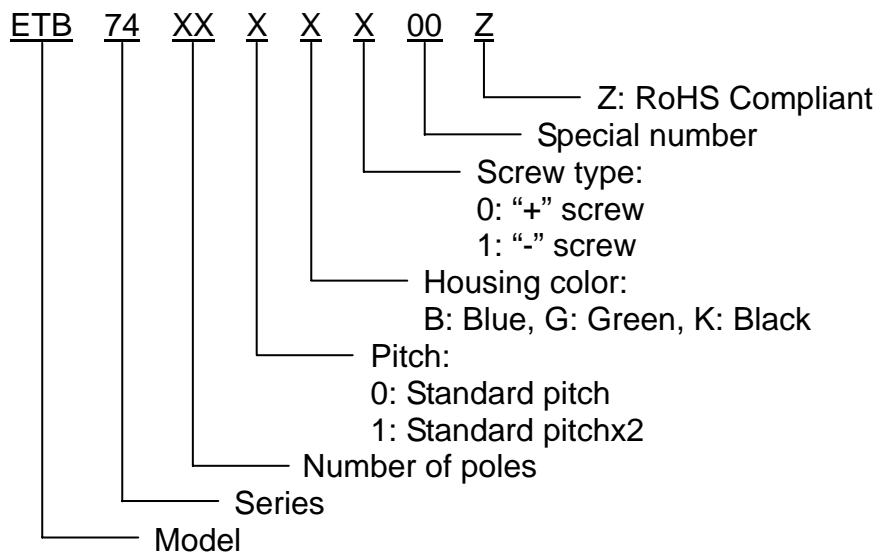 ETB 74 XX X X X 00 Z
Z: RoHS Compliant
Special number
Screw type:
0: “+” screw
1: “-” screw
Housing color:
B: Blue, G: Green, K: Black
Pitch:
0: Standard pitch
1: Standard pitchx2
Number of poles
Series
Model